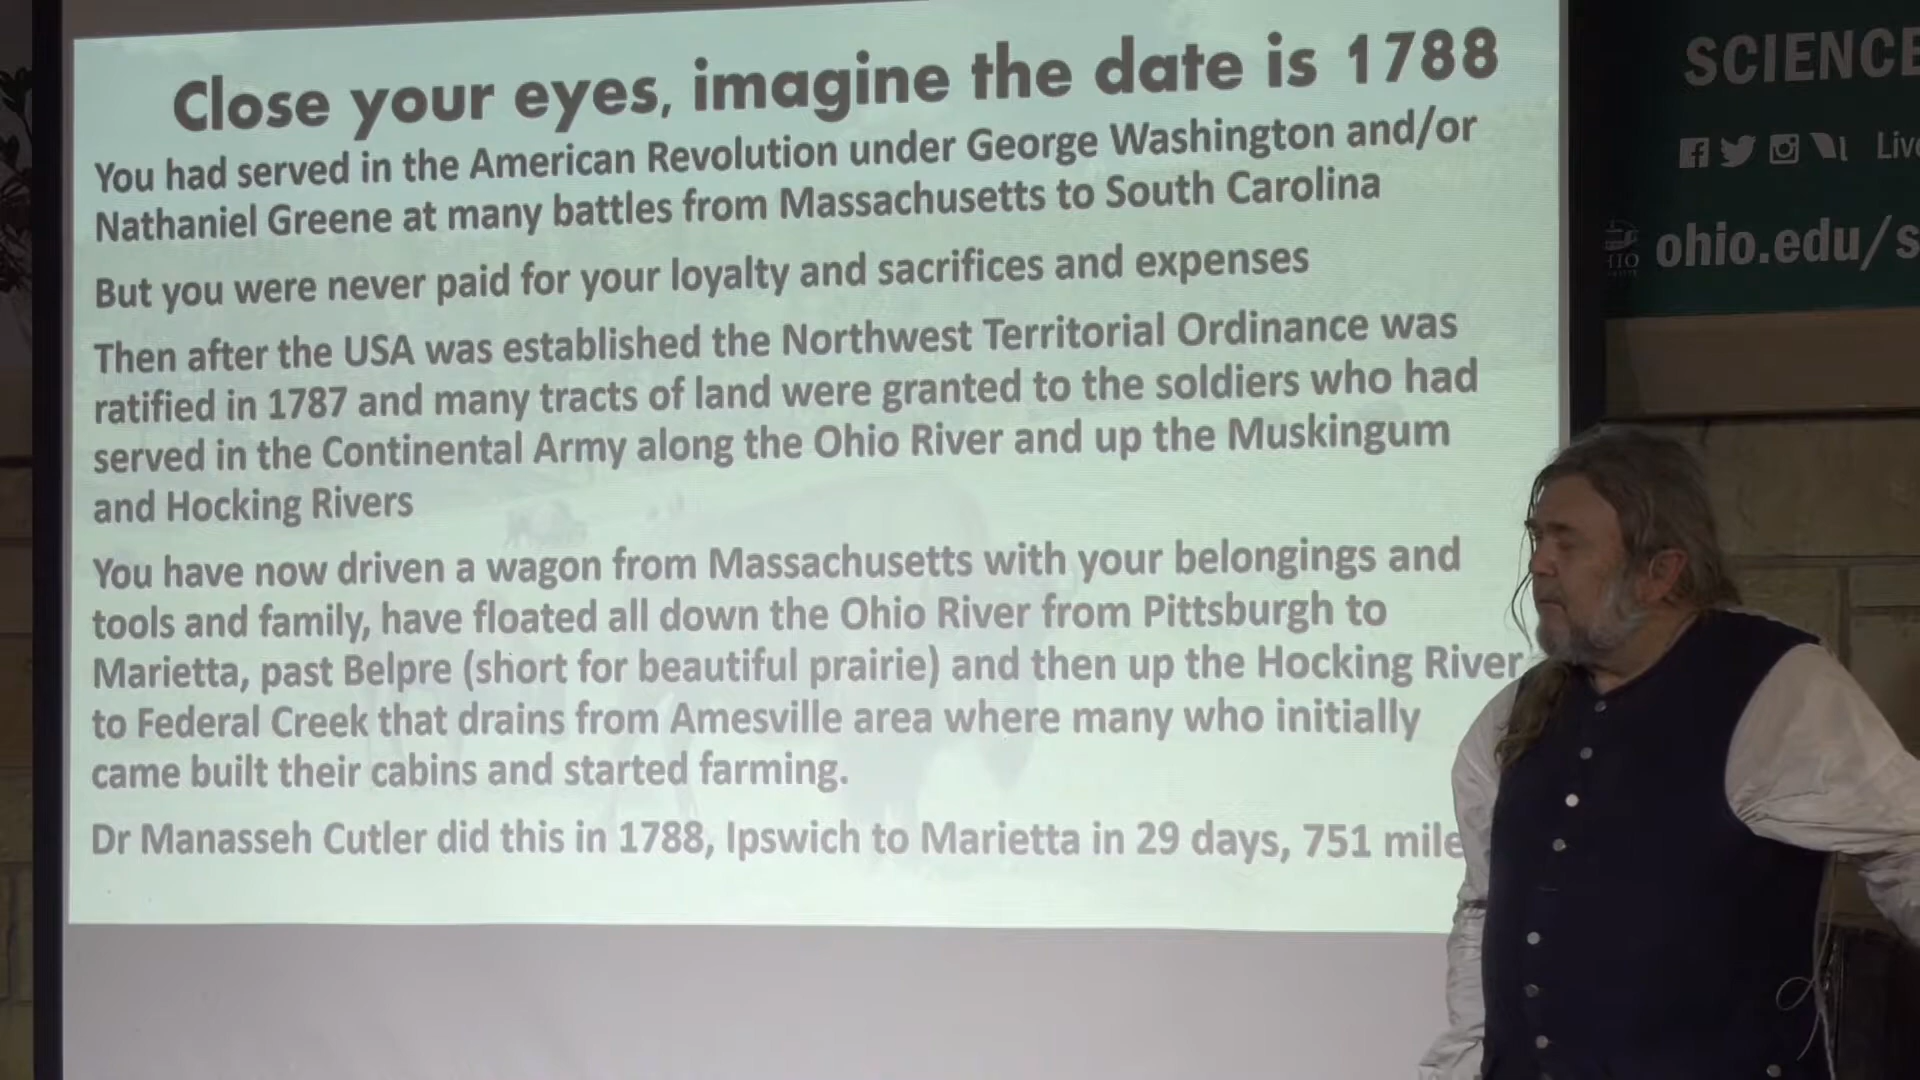 Close your eyes, imagine the date is 1788
You had served in the American Revolution under George Washington and/or
Nathaniel Greene at many battles from Massachusetts to South Carolina
But you were never paid for your loyalty and sacrifices and expenses
Then after the USA was established the Northwest Territorial Ordinance was
ratified in 1787 and many tracts of land were granted to the soldiers who had
served in the Continental Army along the Ohio River and up the Muskingum
and Hocking Rivers
You have now driven a wagon from Massachusetts with your belongings and
tools and family, have floated all down the Ohio River from Pittsburgh to
Marietta, past Belpre (short for beautiful prairie) and then up the Hocking River
to Federal Creek that drains from Amesville area where many who initially
came built their cabins and started farming.
Dr Manasseh Cutler did this in 1788, Ipswich to Marietta in 29 days, 751 mile
SCIENCE
Live
ohio.edu/s